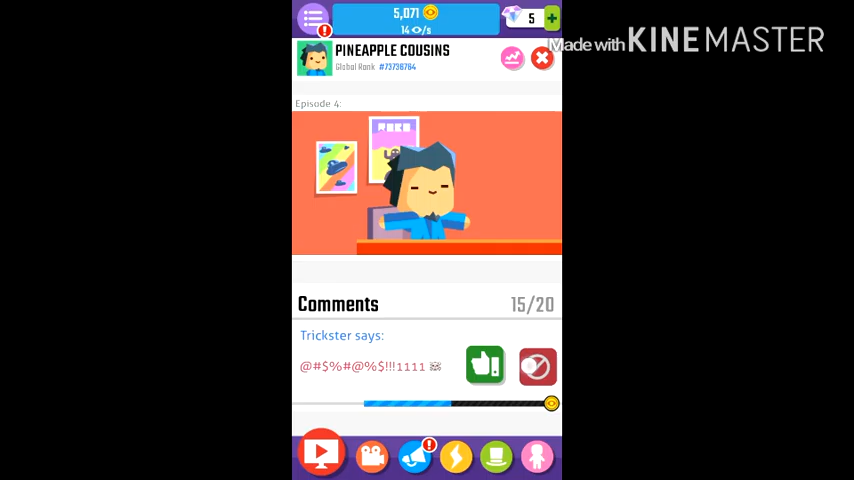 5,071
14 /s
5
Made with KINEMASTER
PINEAPPLE COUSINS
Global Rank #73736764
Episode 4:
Comments 15/20
Trickster says:
@#$%#@%$!!!1111